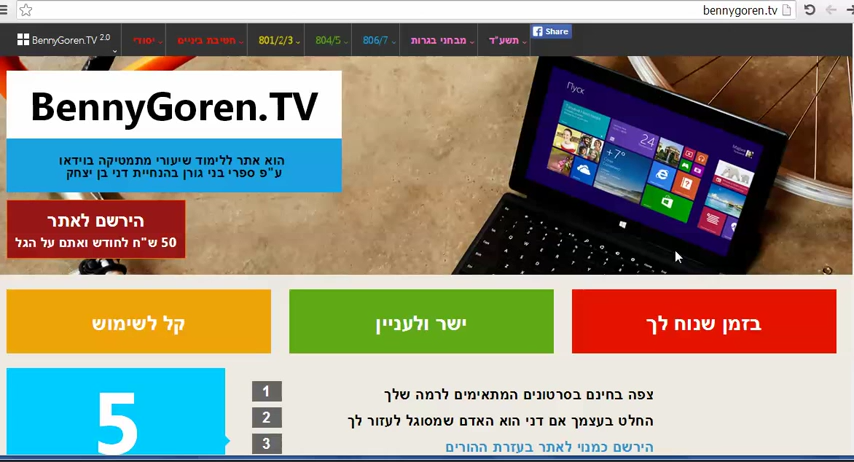 bennygoren.tv
BennyGoren.TV 2.0
יסודי
חטיבת ביניים
801/2/3
804/5
806/7
מבחני בגרות
תשע"ד
Share
BennyGoren.TV
הוא אתר ללימוד שיעורי מתמטיקה בוידאו
ע"פ ספרי בני גורן בהנחיית דני בן יצחק
הירשם לאתר
50 ש"ח לחודש ואתם על הגל
Пуск
24
+7°
בזמן שנוח לך
ישר ולעניין
קל לשימוש
5
1 צפה בחינם בסרטונים המתאימים לרמה שלך
2 החלט בעצמך אם דני הוא האדם שמסוגל לעזור לך
3 הירשם כמנוי לאתר בעזרת ההורים